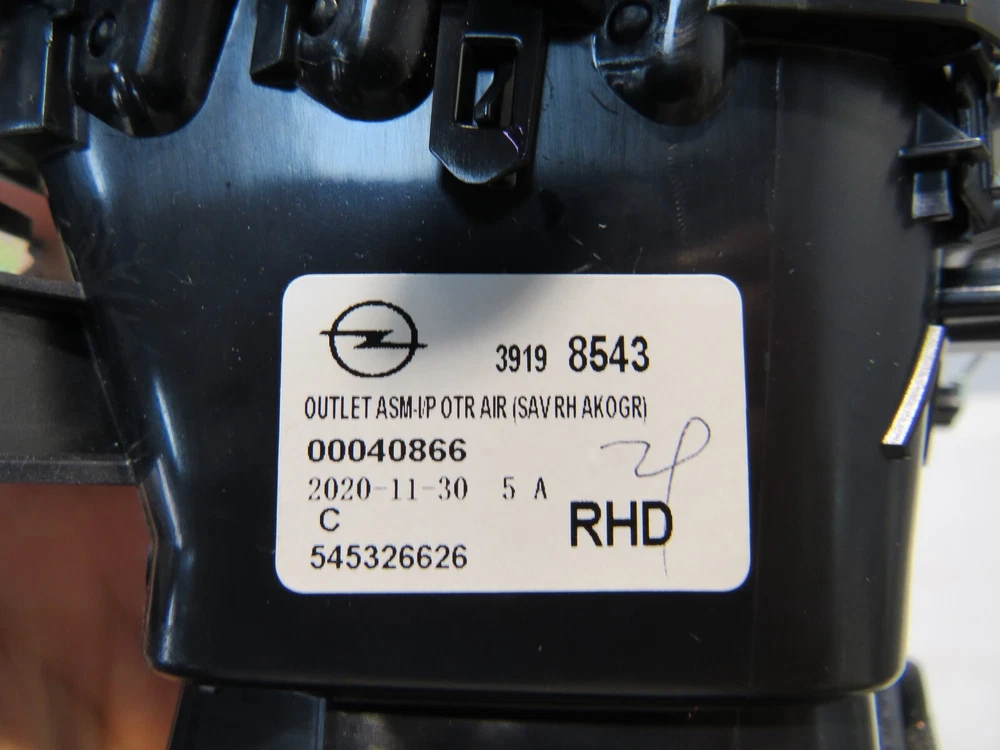 3919 8543
OUTLET ASM-I/P OTR AIR (SAV RH AKOGR)
00040866
2020-11-30 5 A
C
RHD
545326626